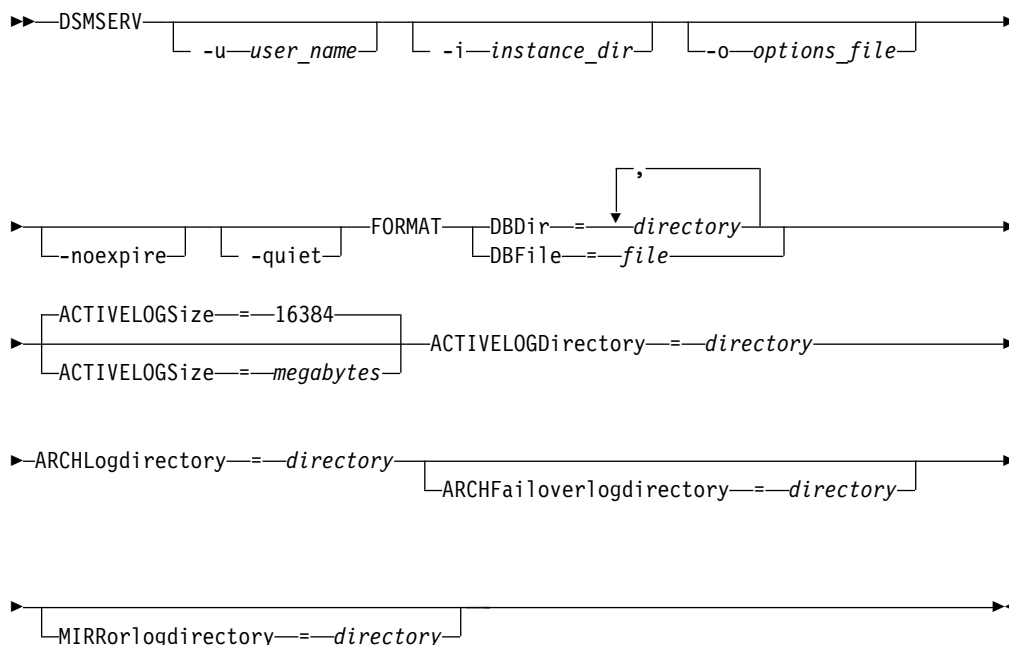 DSMSERV
-u user_name -i instance_dir -o options_file
,
-noexpire -quiet FORMAT DBDir = directory
DBFile = file
ACTIVELOGSize = 16384
ACTIVELOGSize = megabytes
ACTIVELOGDirectory = directory
ARCHLogdirectory = directory
ARCHFailoverlogdirectory = directory
MIRRorlogdirectory = directory